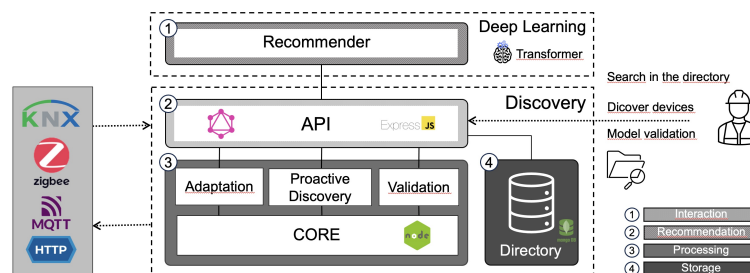 1
Recommender
Deep Learning
Transformer
Search in the directory
Dicover devices
Model validation
KNX
zigbee
MQTT
HTTP
2
API
Express JS
Discovery
3
Adaptation
Proactive
Discovery
Validation
CORE
node
4
Directory
mongoDB
1 Interaction
2 Recommendation
3 Processing
4 Storage